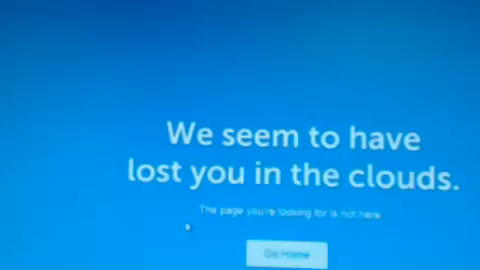 We seem to have
lost you in the clouds.
The page you're looking for is not here
Go Home